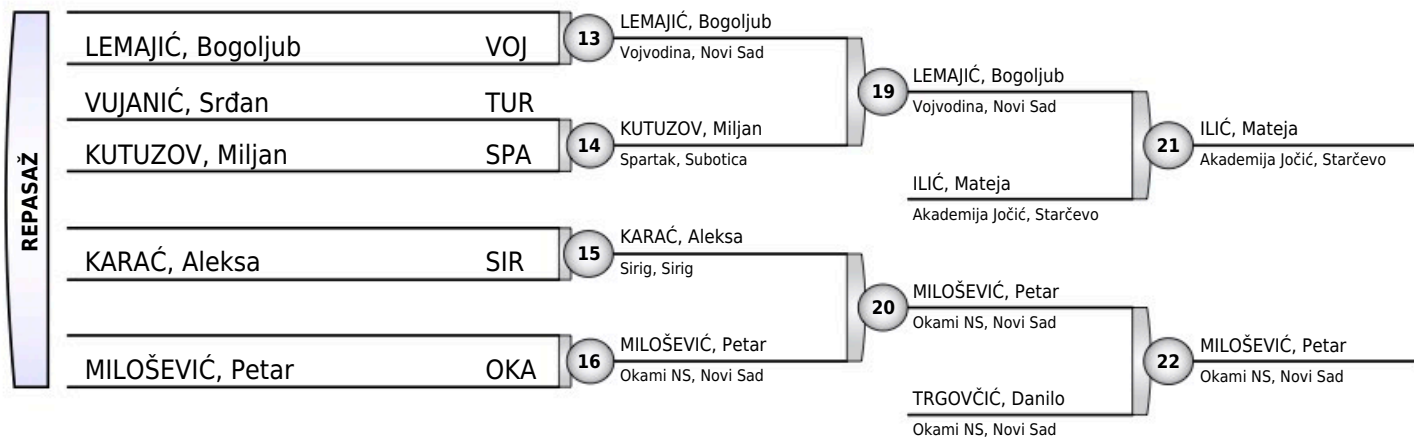 REPASAŽ
LEMAJIĆ, Bogoljub VOJ
VUJANIĆ, Srđan TUR
KUTUZOV, Miljan SPA
KARAĆ, Aleksa SIR
MILOŠEVIĆ, Petar OKA
13
LEMAJIĆ, Bogoljub
Vojvodina, Novi Sad
14
KUTUZOV, Miljan
Spartak, Subotica
15
KARAĆ, Aleksa
Sirig, Sirig
16
MILOŠEVIĆ, Petar
Okami NS, Novi Sad
19
LEMAJIĆ, Bogoljub
Vojvodina, Novi Sad
ILIĆ, Mateja
Akademija Jočić, Starčevo
20
MILOŠEVIĆ, Petar
Okami NS, Novi Sad
TRGOVČIĆ, Danilo
Okami NS, Novi Sad
21
ILIĆ, Mateja
Akademija Jočić, Starčevo
22
MILOŠEVIĆ, Petar
Okami NS, Novi Sad